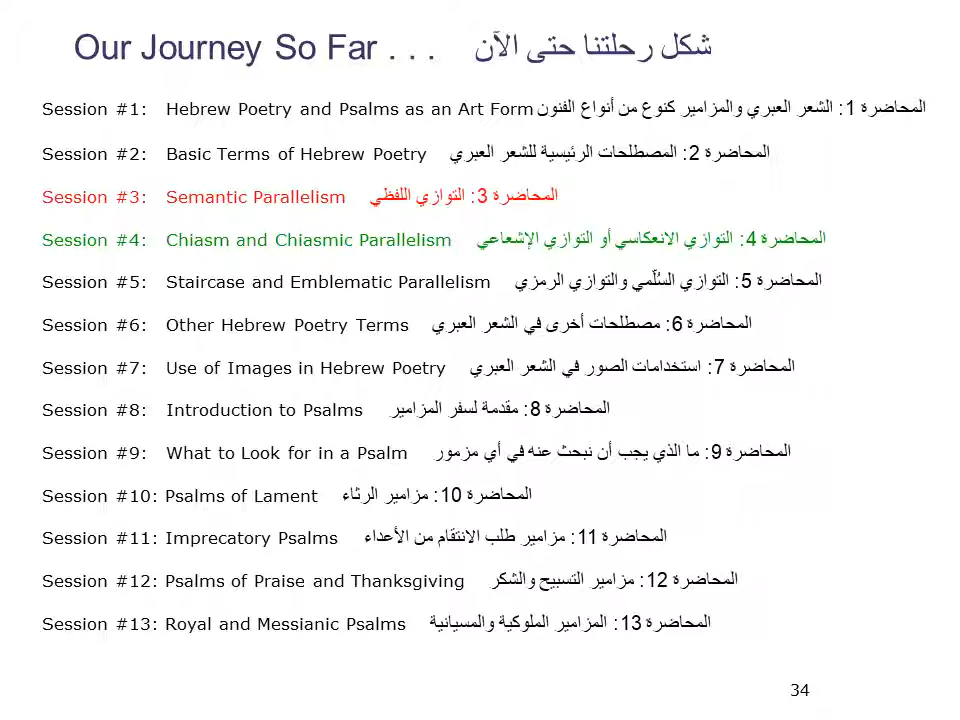 Our Journey So Far . . . شكل رحلتنا حتى الآن
Session #1: Hebrew Poetry and Psalms as an Art Form المحاضرة 1: الشعر العبري والمزامير كنوع من أنواع الفنون
Session #2: Basic Terms of Hebrew Poetry المحاضرة 2: المصطلحات الرئيسية للشعر العبري
Session #3: Semantic Parallelism المحاضرة 3: التوازي اللفظي
Session #4: Chiasm and Chiasmic Parallelism المحاضرة 4: التوازي الانعكاسي أو التوازي الإشعاعي
Session #5: Staircase and Emblematic Parallelism المحاضرة 5: التوازي السُلّمي والتوازي الرمزي
Session #6: Other Hebrew Poetry Terms المحاضرة 6: مصطلحات أخرى في الشعر العبري
Session #7: Use of Images in Hebrew Poetry المحاضرة 7: استخدامات الصور في الشعر العبري
Session #8: Introduction to Psalms المحاضرة 8: مقدمة لسفر المزامير
Session #9: What to Look for in a Psalm المحاضرة 9: ما الذي يجب أن نبحث عنه في أي مزمور
Session #10: Psalms of Lament المحاضرة 10: مزامير الرثاء
Session #11: Imprecatory Psalms المحاضرة 11: مزامير طلب الانتقام من الأعداء
Session #12: Psalms of Praise and Thanksgiving المحاضرة 12: مزامير التسبيح والشكر
Session #13: Royal and Messianic Psalms المحاضرة 13: المزامير الملوكية والمسيانية
34